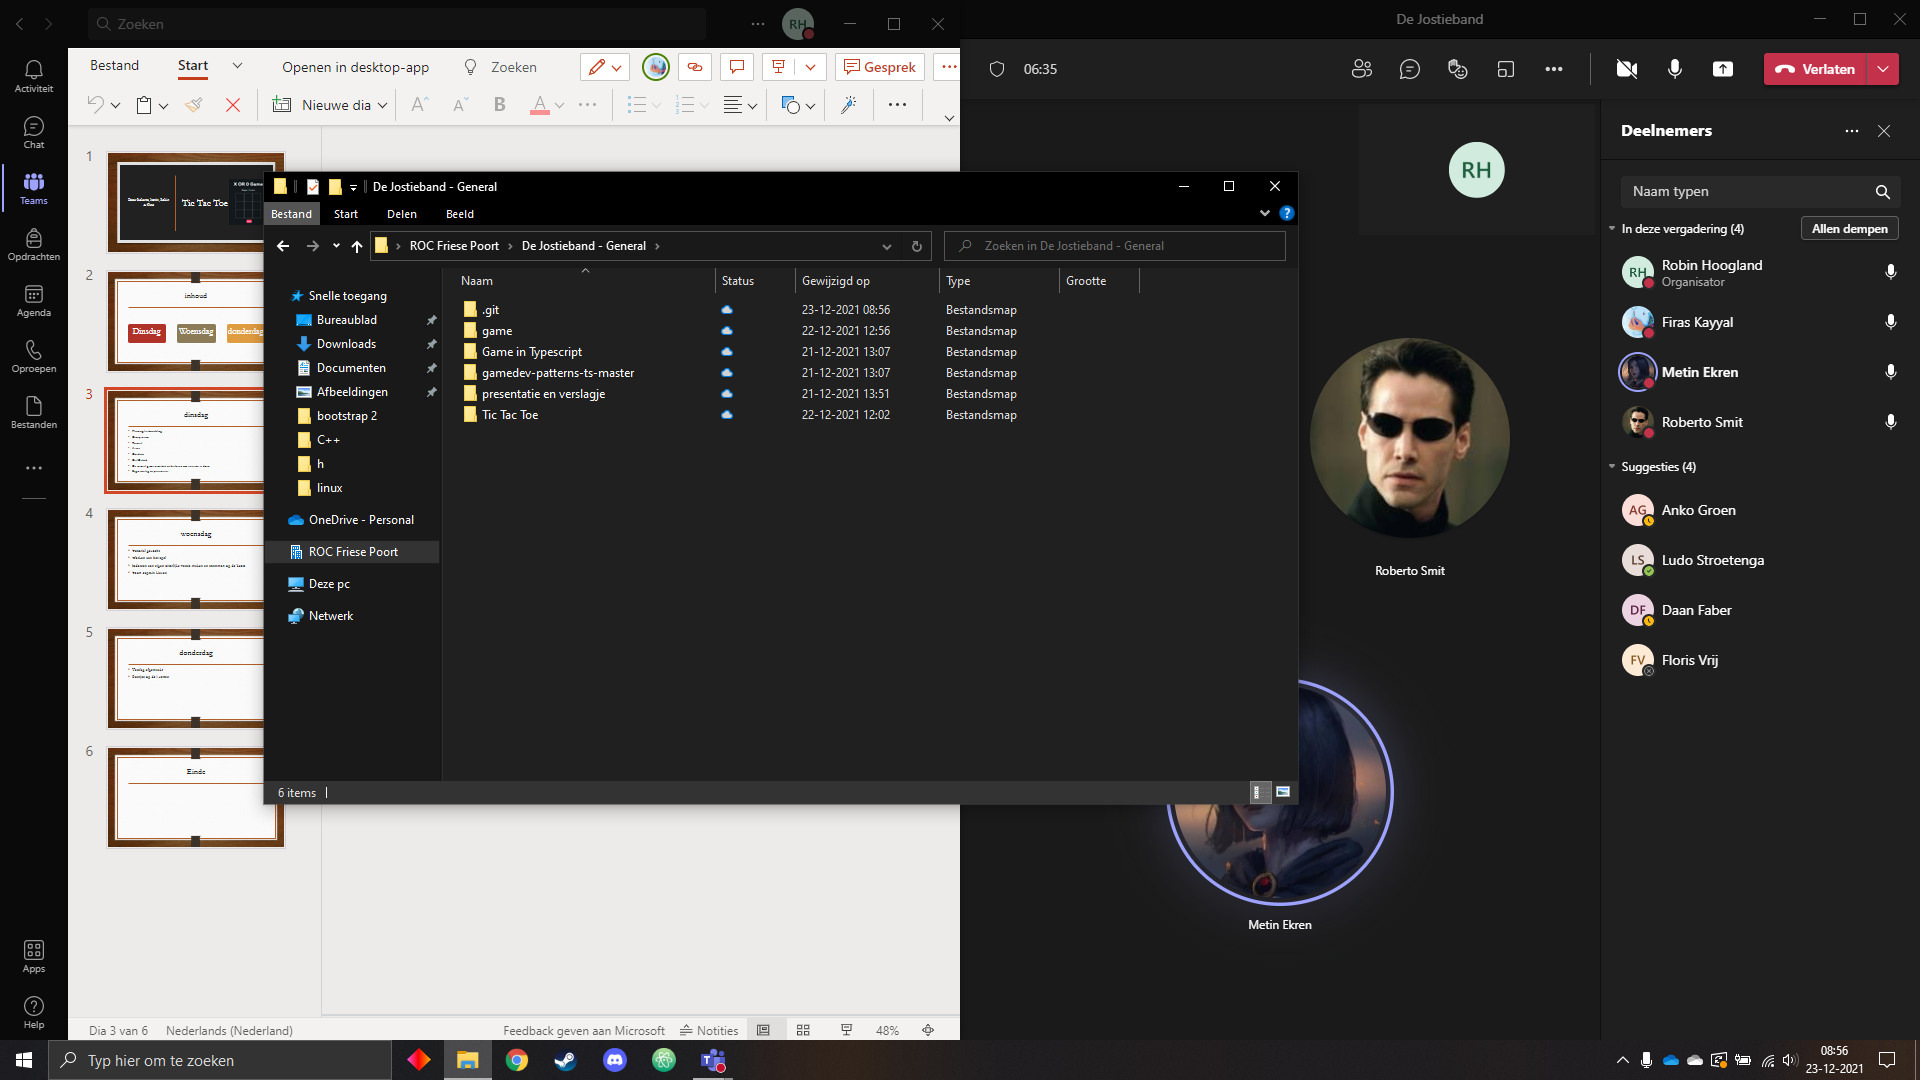 Zoeken
RH
De Jostieband
Activiteit
Chat
Teams
Opdrachten
Agenda
Oproepen
Bestanden
Apps
Help
Bestand
Start
Openen in desktop-app
Zoeken
Gesprek
Nieuwe dia
1
Tic Tac Toe
X OR O Game
2
inhoud
Dinsdag
Woensdag
donderdag
3
dinsdag
4
woensdag
5
donderdag
6
Einde
De Jostieband - General
Bestand
Start
Delen
Beeld
ROC Friese Poort
De Jostieband - General
Zoeken in De Jostieband - General
Snelle toegang
Bureaublad
Downloads
Documenten
Afbeeldingen
bootstrap 2
C++
h
linux
OneDrive - Personal
ROC Friese Poort
Deze pc
Netwerk
Naam Status Gewijzigd op Type Grootte
.git 23-12-2021 08:56 Bestandsmap
game 22-12-2021 12:56 Bestandsmap
Game in Typescript 21-12-2021 13:07 Bestandsmap
gamedev-patterns-ts-master 21-12-2021 13:07 Bestandsmap
presentatie en verslagje 21-12-2021 13:51 Bestandsmap
Tic Tac Toe 22-12-2021 12:02 Bestandsmap
6 items
Dia 3 van 6
Nederlands (Nederland)
Feedback geven aan Microsoft
Notities
48%
06:35
Verlaten
RH
Roberto Smit
Metin Ekren
Deelnemers
Naam typen
In deze vergadering (4)
Allen dempen
RH
Robin Hoogland
Organisator
Firas Kayyal
Metin Ekren
Roberto Smit
Suggesties (4)
AG
Anko Groen
LS
Ludo Stroetenga
DF
Daan Faber
FV
Floris Vrij
Typ hier om te zoeken
08:56
23-12-2021